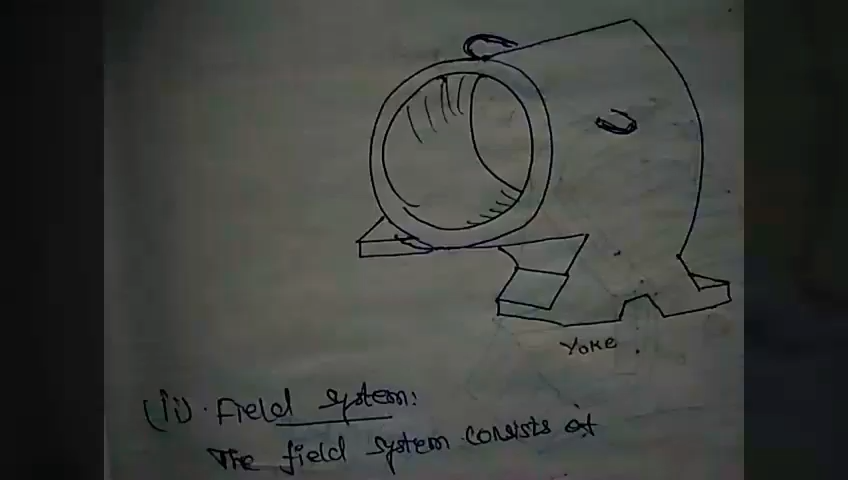 Yoke.
(ii). Field system:
The field system consists of